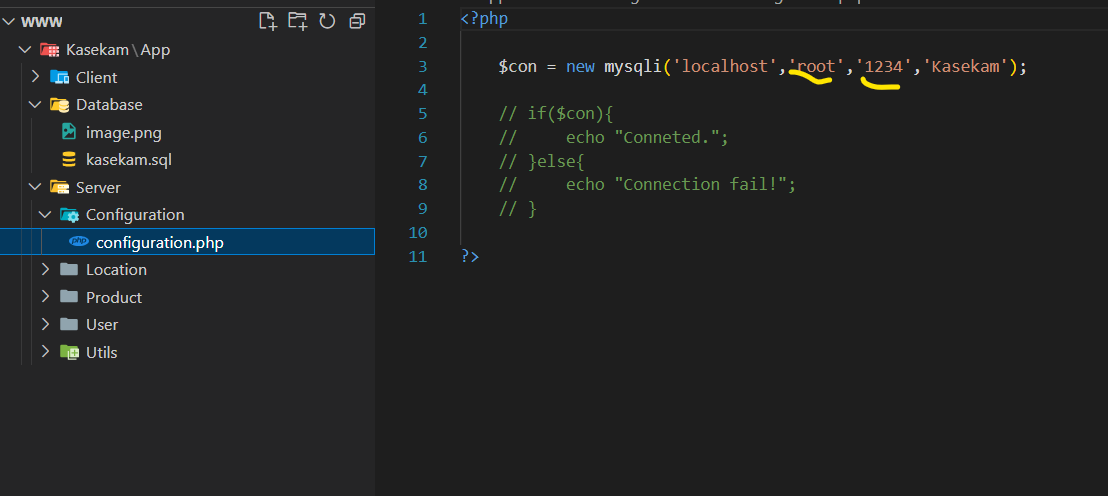 WWW
Kasekam\App
Client
Database
image.png
kasekam.sql
Server
Configuration
configuration.php
Location
Product
User
Utils
1 <?php
2
3 $con = new mysqli('localhost','root','1234','Kasekam');
4
5 // if($con){
6 //     echo "Conneted.";
7 // }else{
8 //     echo "Connection fail!";
9 // }
10
11 ?>